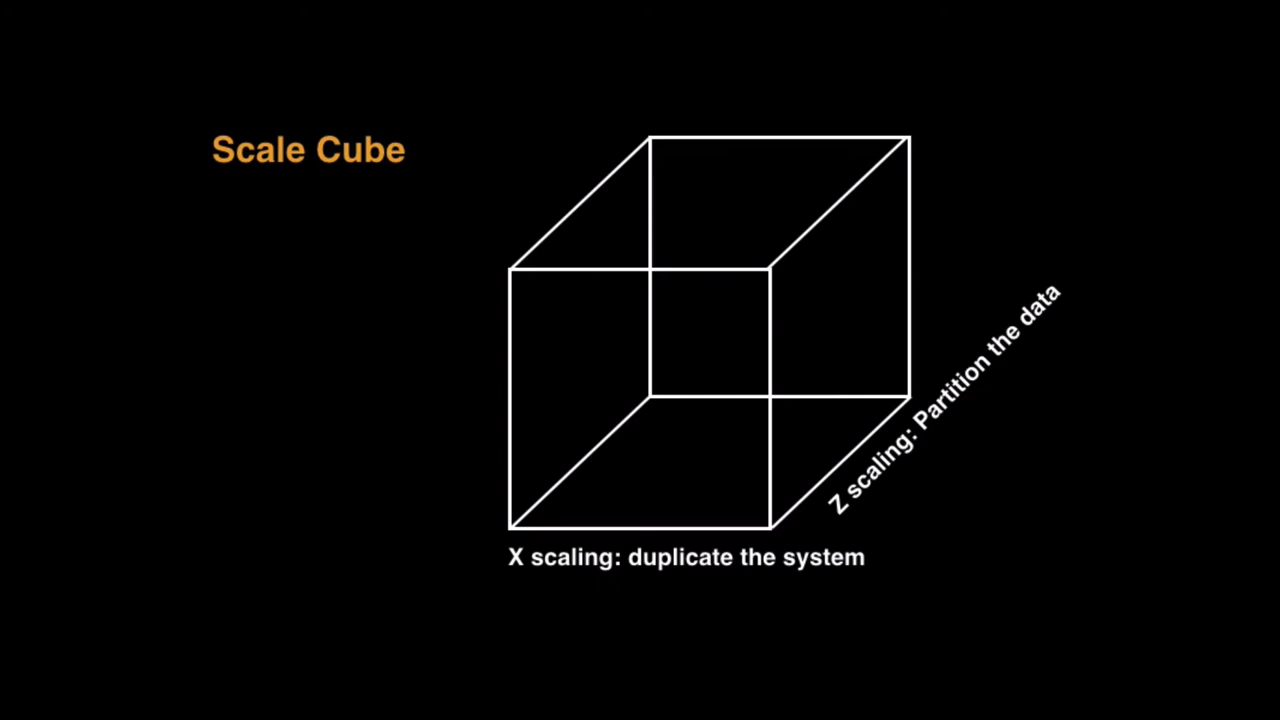 Scale Cube
Z scaling: Partition the data
X scaling: duplicate the system